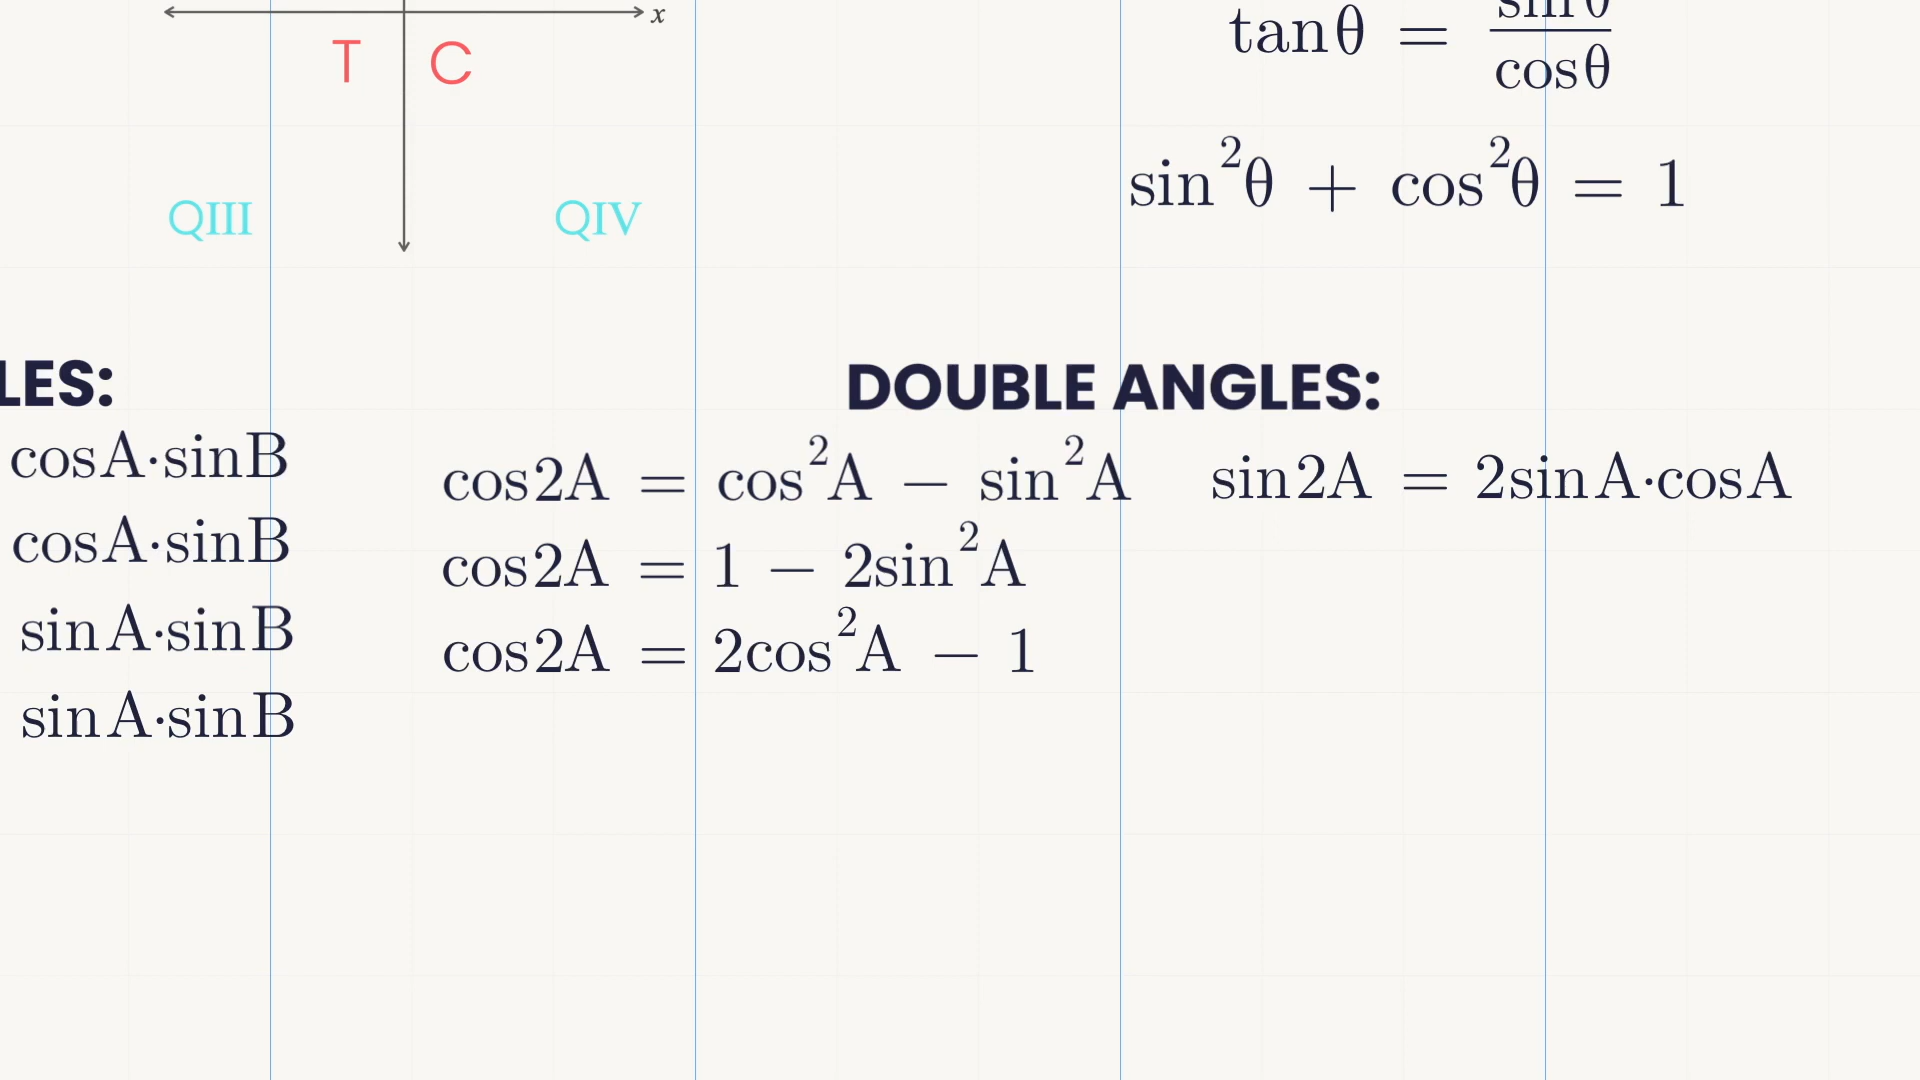 x
T C
QIII QIV
tanθ = sinθ/cosθ
sin²θ + cos²θ = 1
LES:
cosA·sinB
cosA·sinB
sinA·sinB
sinA·sinB
DOUBLE ANGLES:
cos2A = cos²A − sin²A
cos2A = 1 − 2sin²A
cos2A = 2cos²A − 1
sin2A = 2sinA·cosA